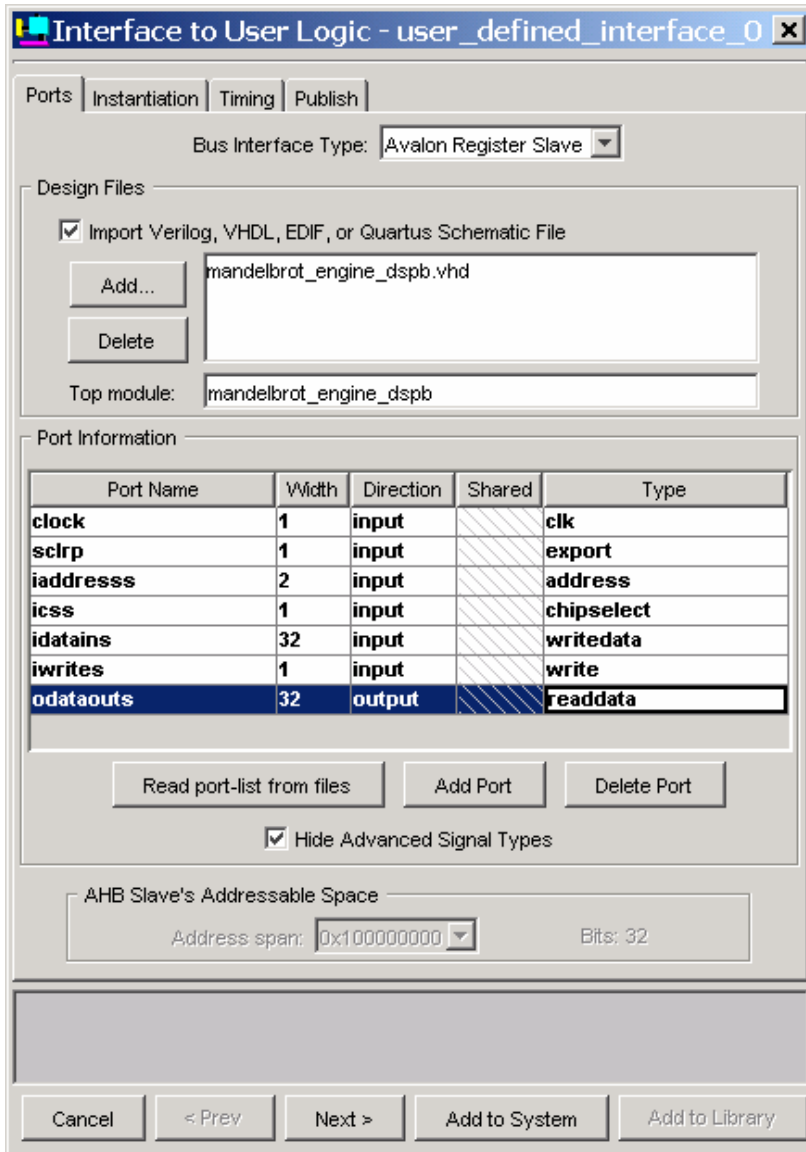 Interface to User Logic - user_defined_interface_0
Ports Instantiation Timing Publish
Bus Interface Type: Avalon Register Slave
Design Files
Import Verilog, VHDL, EDIF, or Quartus Schematic File
Add...
mandelbrot_engine_dspb.vhd
Delete
Top module: mandelbrot_engine_dspb
Port Information
Port Name Width Direction Shared Type
clock 1 input clk
sclrp 1 input export
iaddresss 2 input address
icss 1 input chipselect
idatains 32 input writedata
iwrites 1 input write
odataouts 32 output readdata
Read port-list from files Add Port Delete Port
Hide Advanced Signal Types
AHB Slave's Addressable Space
Address span: 0x100000000 Bits: 32
Cancel < Prev Next > Add to System Add to Library